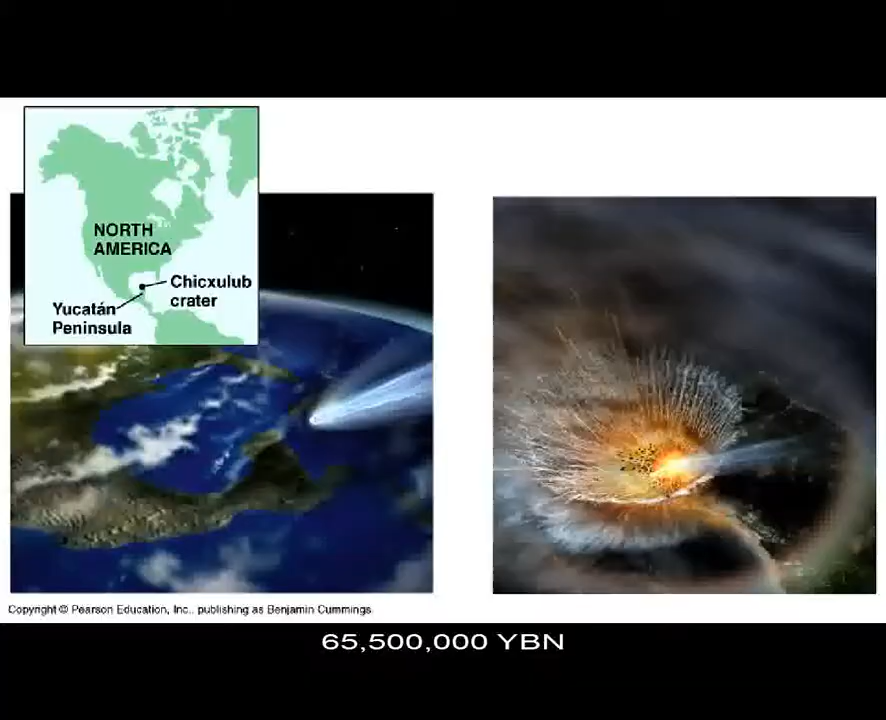 NORTH
AMERICA
Chicxulub
crater
Yucatán
Peninsula
Copyright © Pearson Education, Inc., publishing as Benjamin Cummings
65,500,000 YBN